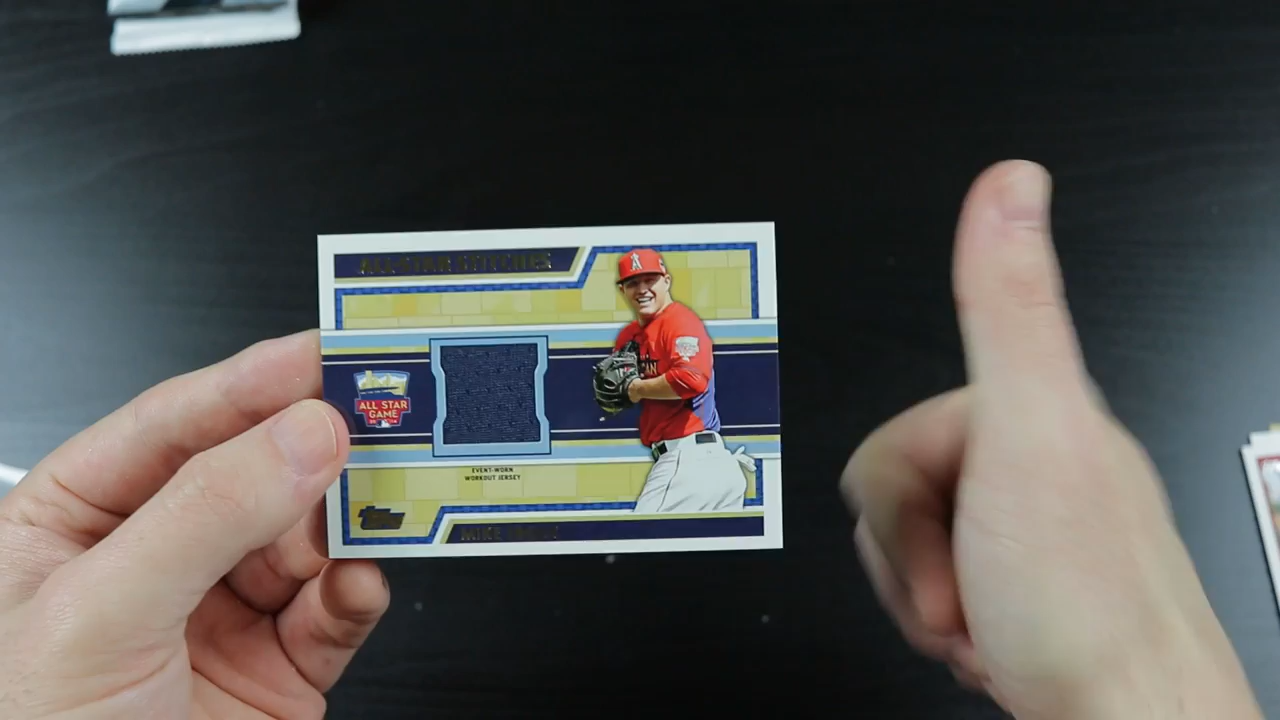 ALL-STAR STITCHES
ALL STAR
GAME
EVENT-WORN
WORKOUT JERSEY
Topps
MIKE